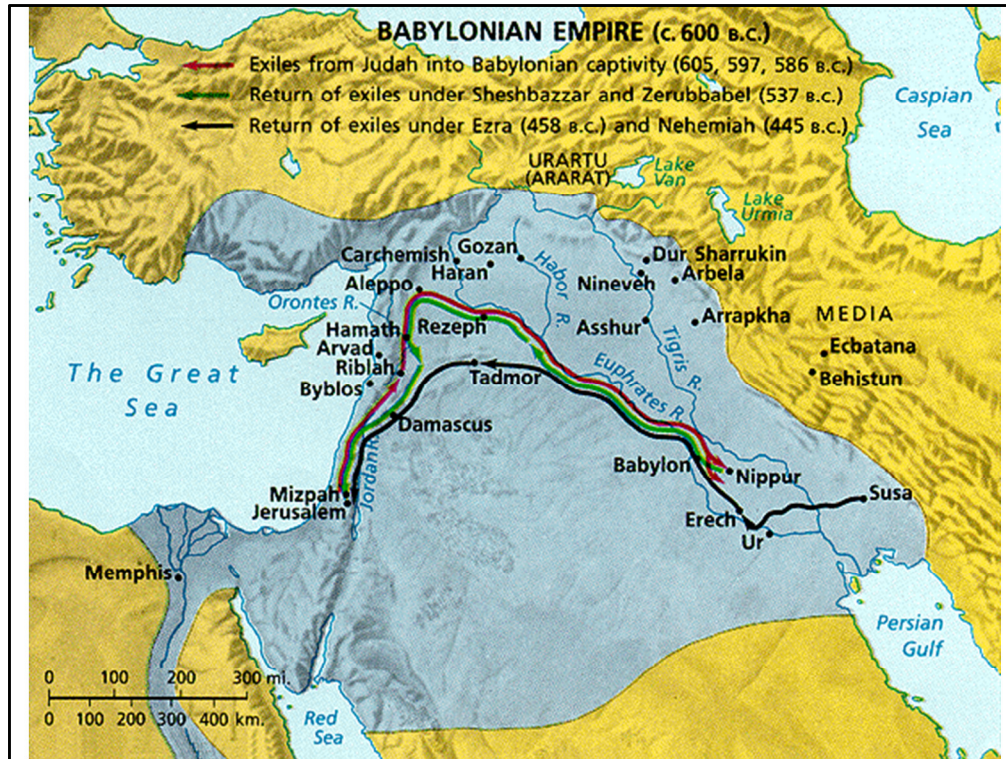 BABYLONIAN EMPIRE (c. 600 B.C.)
Exiles from Judah into Babylonian captivity (605, 597, 586 B.C.)
Return of exiles under Sheshbazzar and Zerubbabel (537 B.C.)
Return of exiles under Ezra (458 B.C.) and Nehemiah (445 B.C.)
Caspian
Sea
URARTU
(ARARAT)
Lake
Van
Lake
Urmia
Carchemish
Gozan
Haran
Habor R.
Dur Sharrukin
Nineveh
Arbela
Aleppo
Orontes R.
Hamath
Rezeph
Asshur
Tigris R.
Arrapkha
MEDIA
Arvad
Riblah
Byblos
Tadmor
Euphrates R.
Ecbatana
Behistun
The Great
Sea
Damascus
Jordan R.
Babylon
Nippur
Mizpah
Jerusalem
Erech
Ur
Susa
Memphis
Persian
Gulf
0 100 200 300 mi.
0 100 200 300 400 km.
Red
Sea